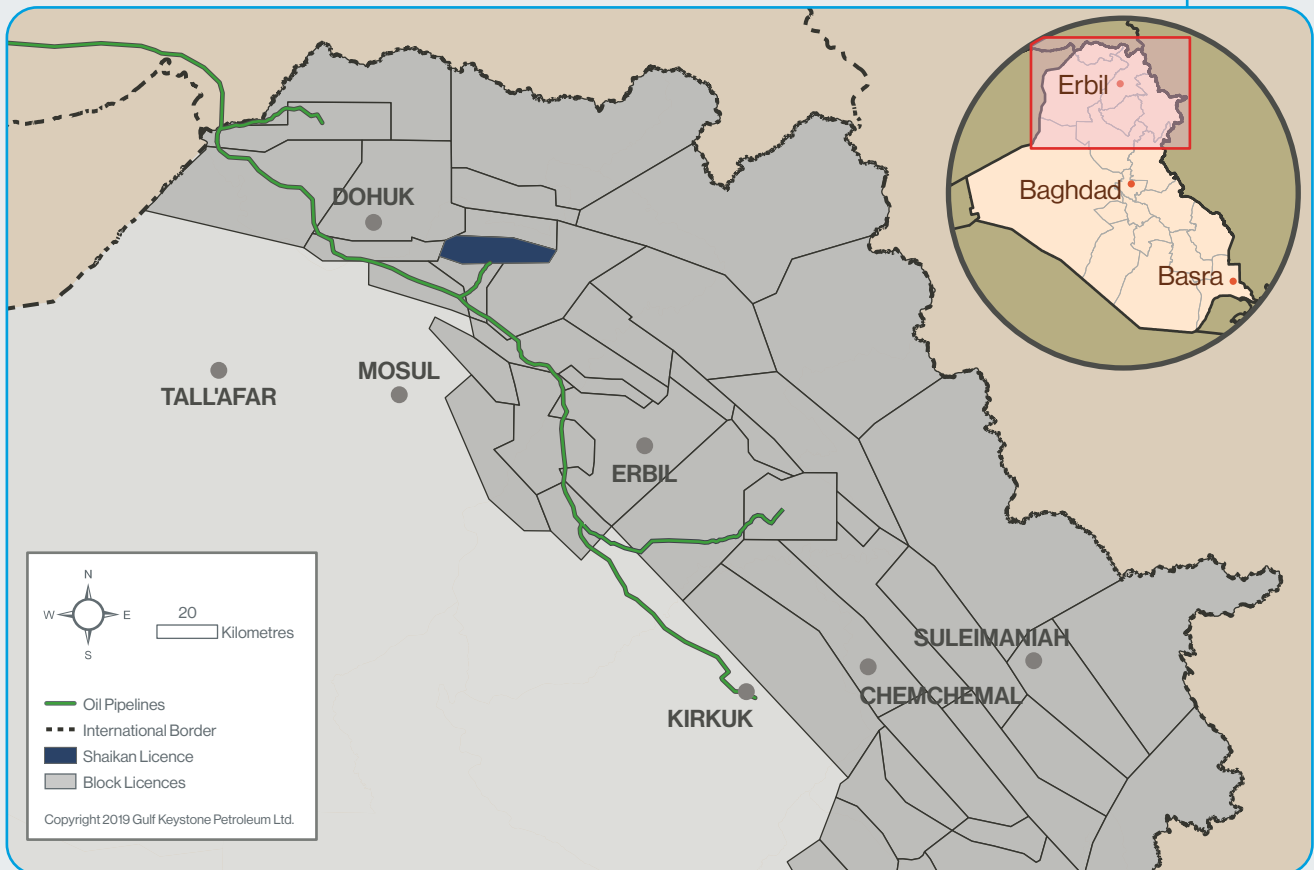 Erbil
Baghdad
Basra
DOHUK
MOSUL
TALL'AFAR
ERBIL
SULEIMANIAH
CHEMCHEMAL
KIRKUK
N
W E
S
20
Kilometres
Oil Pipelines
International Border
Shaikan Licence
Block Licences
Copyright 2019 Gulf Keystone Petroleum Ltd.